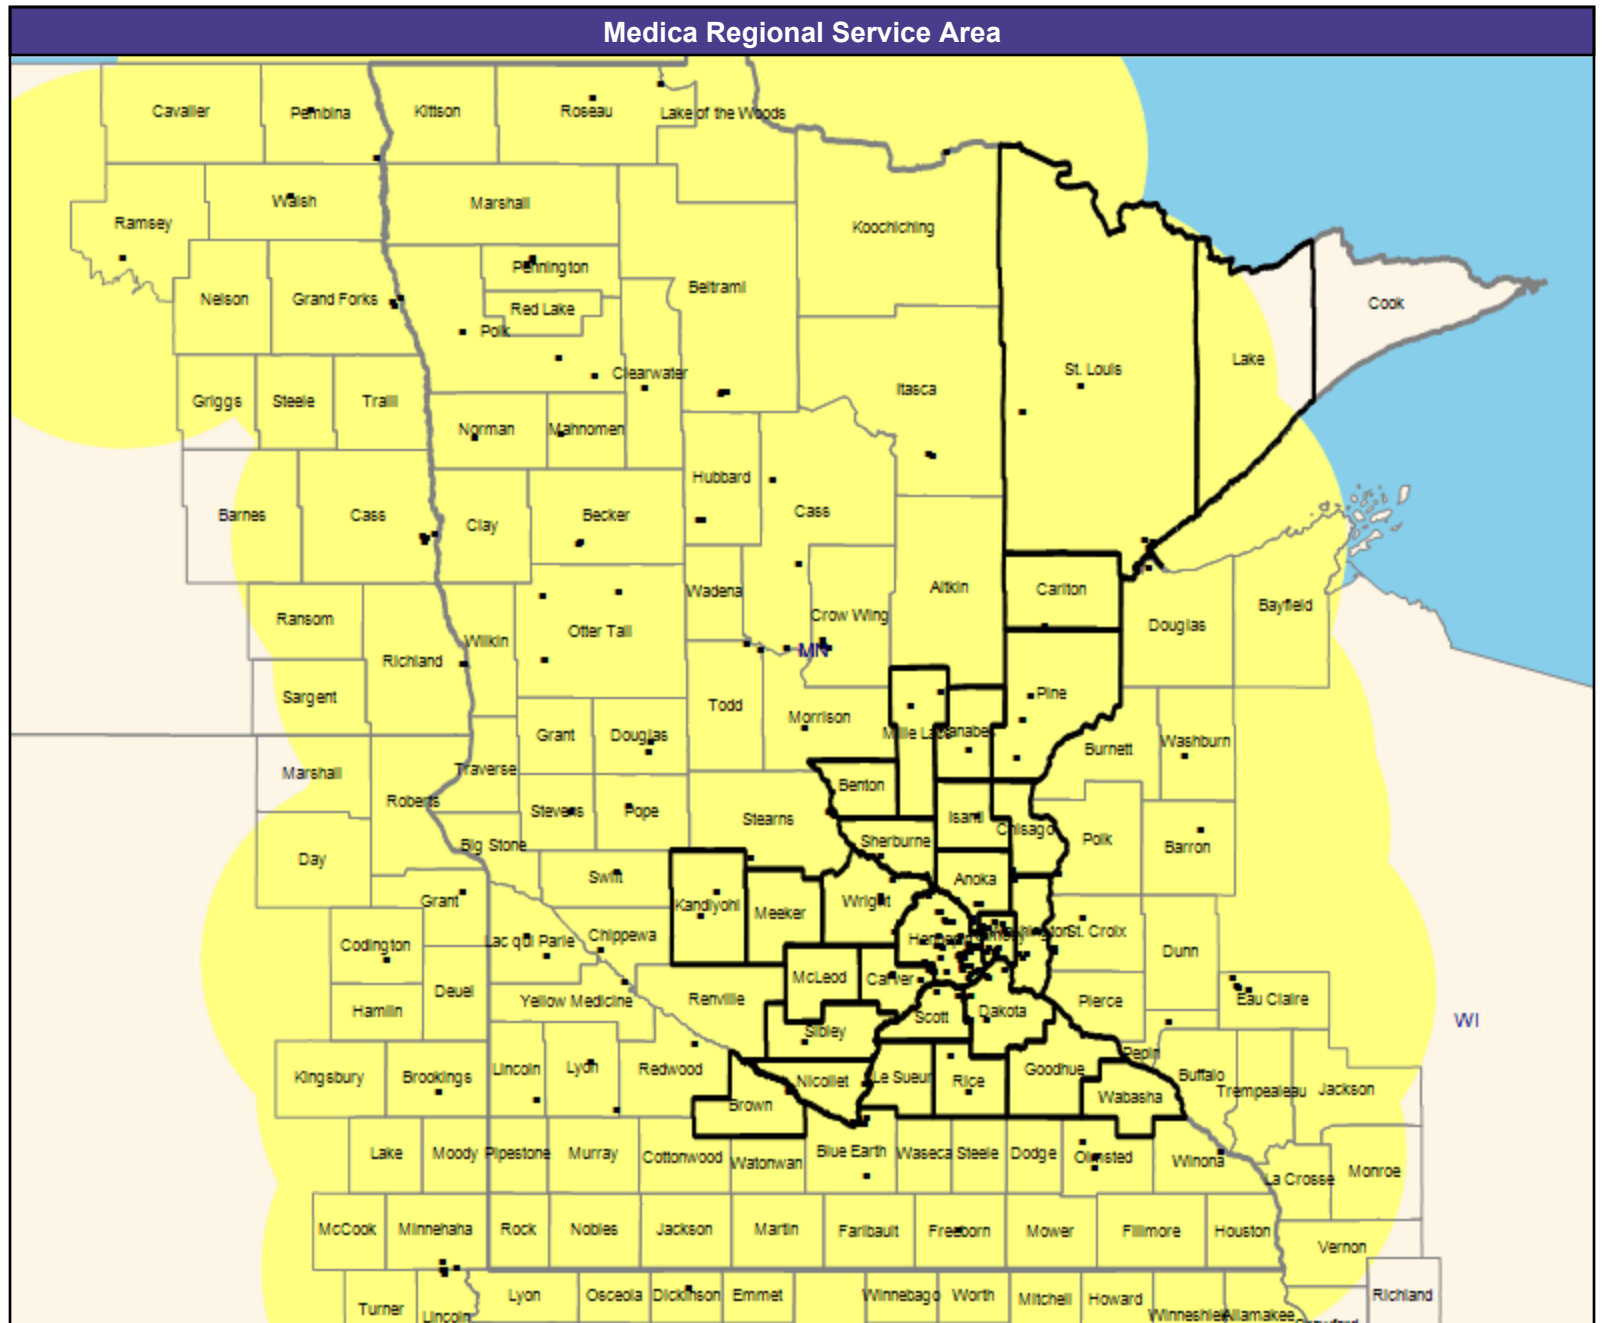 Medica Regional Service Area
Cavalier
Pembina
Kittson
Roseau
Lake of the Woods
Walsh
Marshall
Ramsey
Koochiching
Pennington
Nelson
Grand Forks
Beltrami
Red Lake
Cook
Polk
Lake
St. Louis
Clearwater
Itasca
Griggs
Steele
Traill
Norman
Mahnomen
Hubbard
Barnes
Cass
Clay
Becker
Cass
Wadena
Aitkin
Carlton
Bayfield
Ransom
Crow Wing
Douglas
Otter Tail
Wilkin
MN
Richland
Sargent
Pine
Todd
Morrison
Mille Lacs
Kanabec
Grant
Douglas
Burnett
Washburn
Marshall
Traverse
Benton
Roberts
Stevens
Pope
Stearns
Isanti
Chisago
Polk
Big Stone
Sherburne
Barron
Day
Swift
Anoka
Grant
Kandiyohi
Meeker
Wright
Codington
Lac qui Parle
Chippewa
Hennepin
Washington
St. Croix
Dunn
McLeod
Carver
Deuel
Yellow Medicine
Renville
Pierce
Eau Claire
Hamlin
Scott
Dakota
WI
Sibley
Pepin
Kingsbury
Brookings
Lincoln
Lyon
Redwood
Nicollet
Le Sueur
Rice
Goodhue
Buffalo
Trempealeau
Jackson
Brown
Wabasha
Lake
Moody
Pipestone
Murray
Cottonwood
Watonwan
Blue Earth
Waseca
Steele
Dodge
Olmsted
Winona
La Crosse
Monroe
McCook
Minnehaha
Rock
Nobles
Jackson
Martin
Faribault
Freeborn
Mower
Fillmore
Houston
Vernon
Turner
Lincoln
Lyon
Osceola
Dickinson
Emmet
Winnebago
Worth
Mitchell
Howard
Winneshiek
Allamakee
Richland